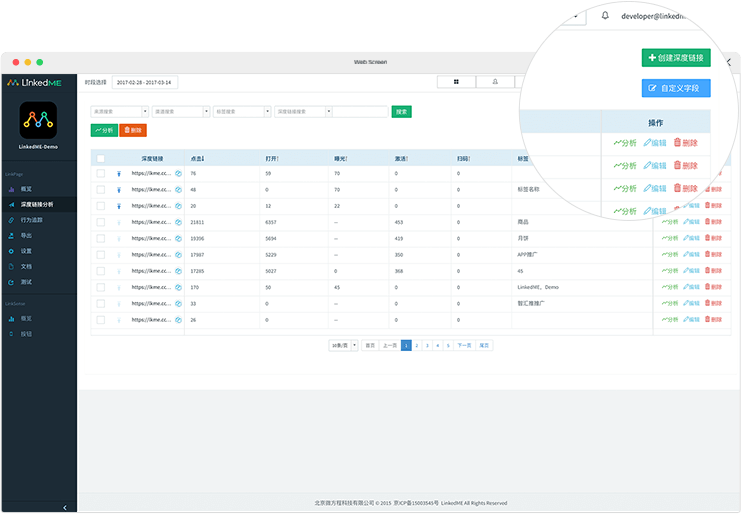 Web Screen
developer@linkedm
LinkedME
时段选择 2017-02-28 - 2017-03-14
创建深度链接
自定义字段
来源搜索 渠道搜索 标签搜索 深度链接搜索 搜索
分析 删除
LinkedME-Demo
操作
深度链接 点击 打开 曝光 激活 扫码 标签
LinkPage
概览
深度链接分析
行为追踪
导出
设置
文档
测试
LinkSense
概览
按钮
https://lkme.cc... 76 59 70 0 0 分析 编辑 删除
https://lkme.cc... 48 0 70 0 0 标签名称 分析 编辑 删除
https://lkme.cc... 20 12 22 0 0 分析 编辑 删除
https://lkme.cc... 21811 6357 -- 453 0 商品 分析 编辑 删除
https://lkme.cc... 19396 5694 -- 419 0 月饼 分析 编辑 删除
https://lkme.cc... 17987 5229 -- 350 0 APP推广 分析 编辑 删除
https://lkme.cc... 17285 5027 0 368 0 45 分析 编辑 删除
https://lkme.cc... 170 50 45 0 0 LinkedME，Demo 分析 编辑 删除
https://lkme.cc... 33 0 -- 0 0 智汇推推广 分析 编辑 删除
https://lkme.cc... 26 0 -- 0 0 分析 编辑 删除
10条/页 首页 上一页 1 2 3 4 5 下一页 尾页
北京微方程科技有限公司 © 2015 京ICP备15003545号 LinkedME All Rights Reserved